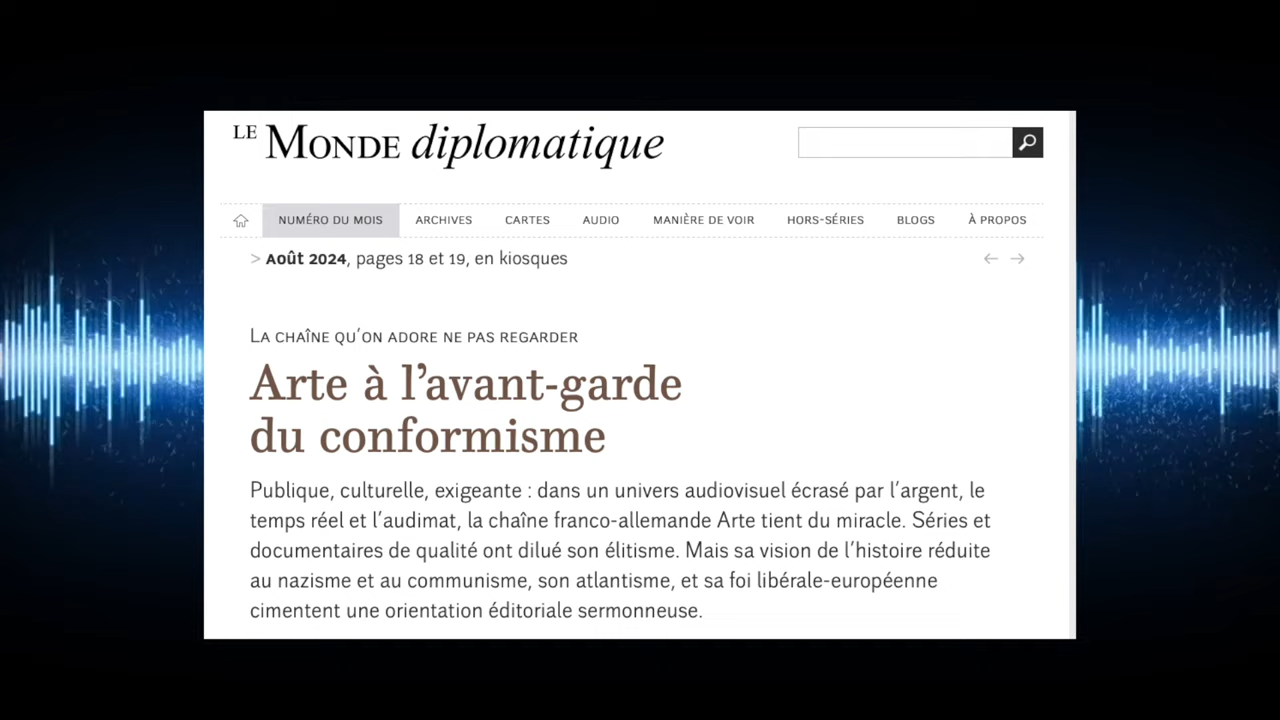 LE MONDE diplomatique
NUMÉRO DU MOIS ARCHIVES CARTES AUDIO MANIÈRE DE VOIR HORS-SÉRIES BLOGS À PROPOS
> Août 2024, pages 18 et 19, en kiosques
LA CHAÎNE QU'ON ADORE NE PAS REGARDER
Arte à l'avant-garde
du conformisme
Publique, culturelle, exigeante : dans un univers audiovisuel écrasé par l'argent, le
temps réel et l'audimat, la chaîne franco-allemande Arte tient du miracle. Séries et
documentaires de qualité ont dilué son élitisme. Mais sa vision de l'histoire réduite
au nazisme et au communisme, son atlantisme, et sa foi libérale-européenne
cimentent une orientation éditoriale sermonneuse.